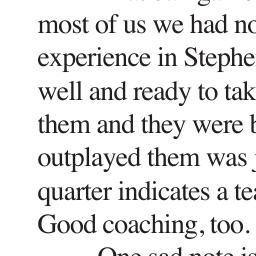 most of us we had no
experience in Stephe
well and ready to tak
them and they were b
outplayed them was j
quarter indicates a tea
Good coaching, too.
One sad note is